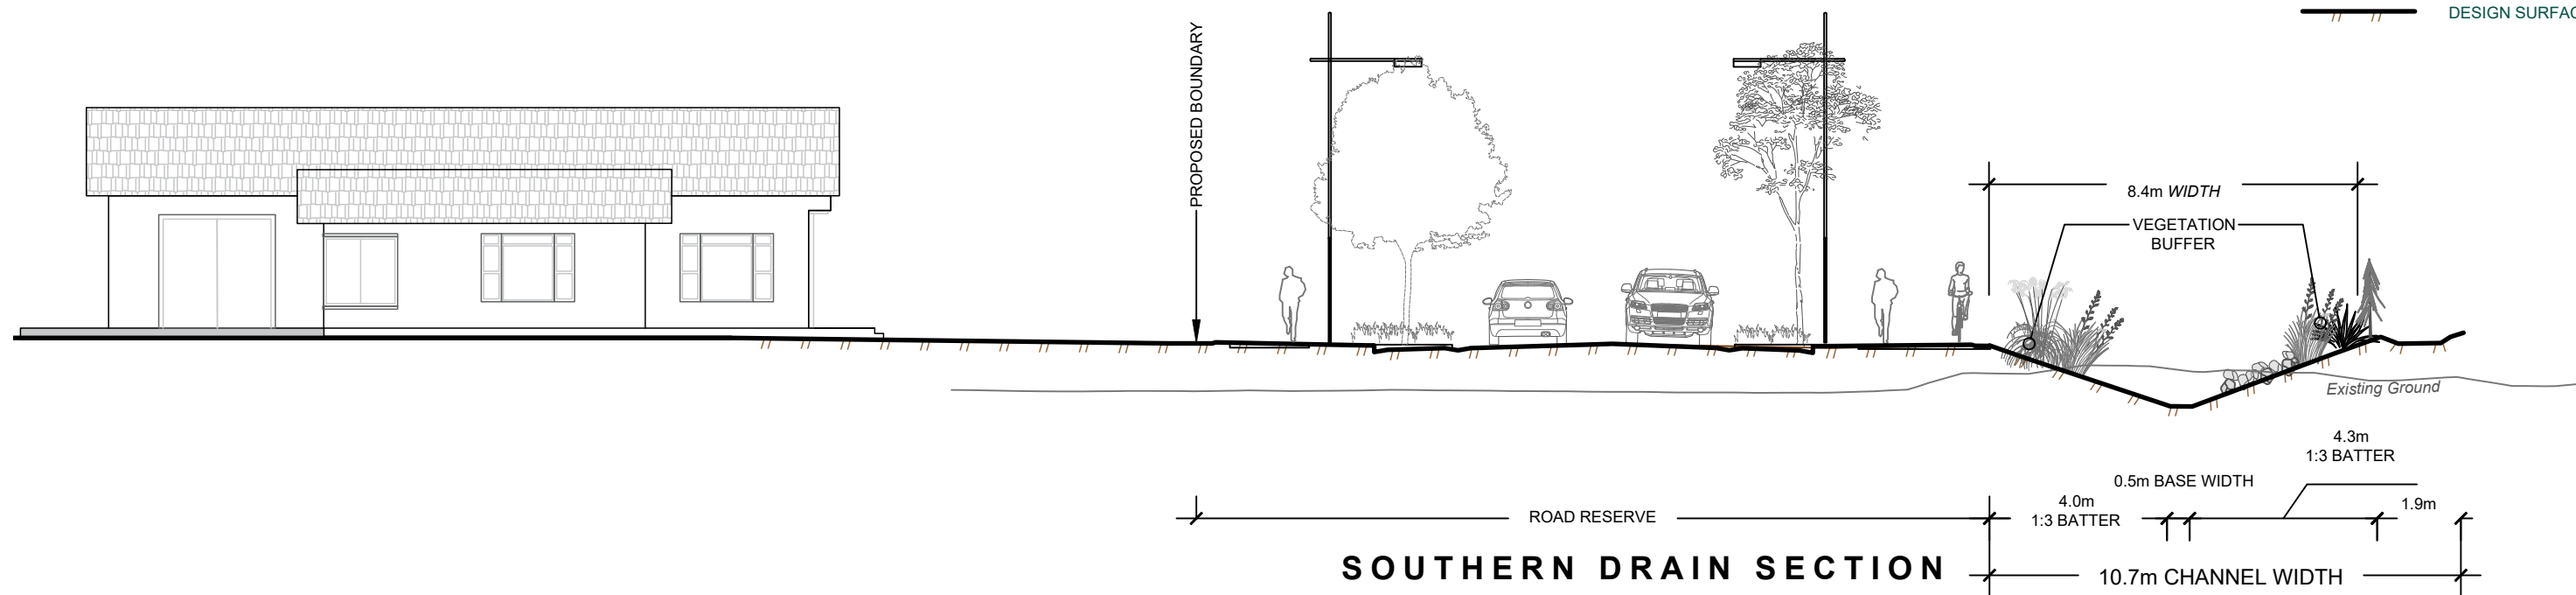 DESIGN SURFAC
PROPOSED BOUNDARY
8.4m WIDTH
VEGETATION
BUFFER
Existing Ground
4.3m
1:3 BATTER
0.5m BASE WIDTH
4.0m
1:3 BATTER
1.9m
ROAD RESERVE
SOUTHERN DRAIN SECTION
10.7m CHANNEL WIDTH